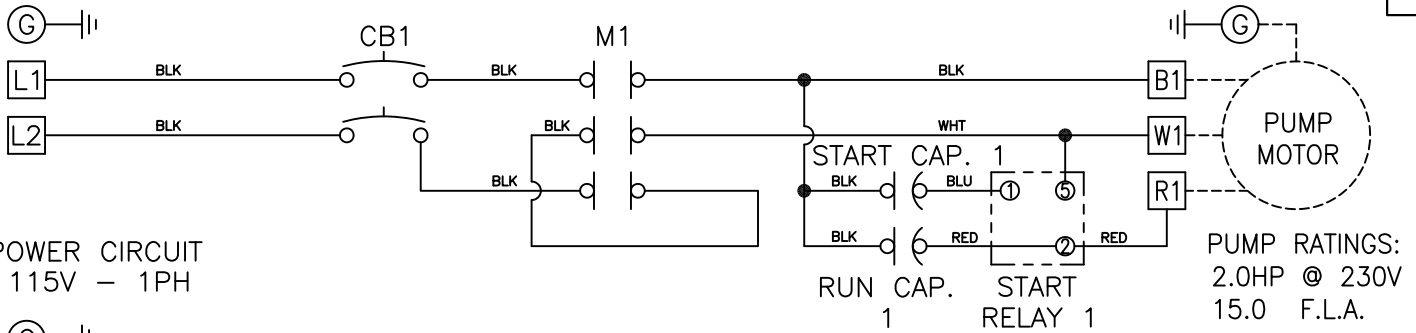 G
G
CB1
M1
L1
BLK
BLK
BLK
B1
L2
BLK
BLK
WHT
W1
PUMP
MOTOR
START CAP. 1
BLK
BLK
BLU
1
5
R1
BLK
RED
2
RED
POWER CIRCUIT
115V - 1PH
RUN CAP.
1
START
RELAY 1
PUMP RATINGS:
2.0HP @ 230V
15.0 F.L.A.